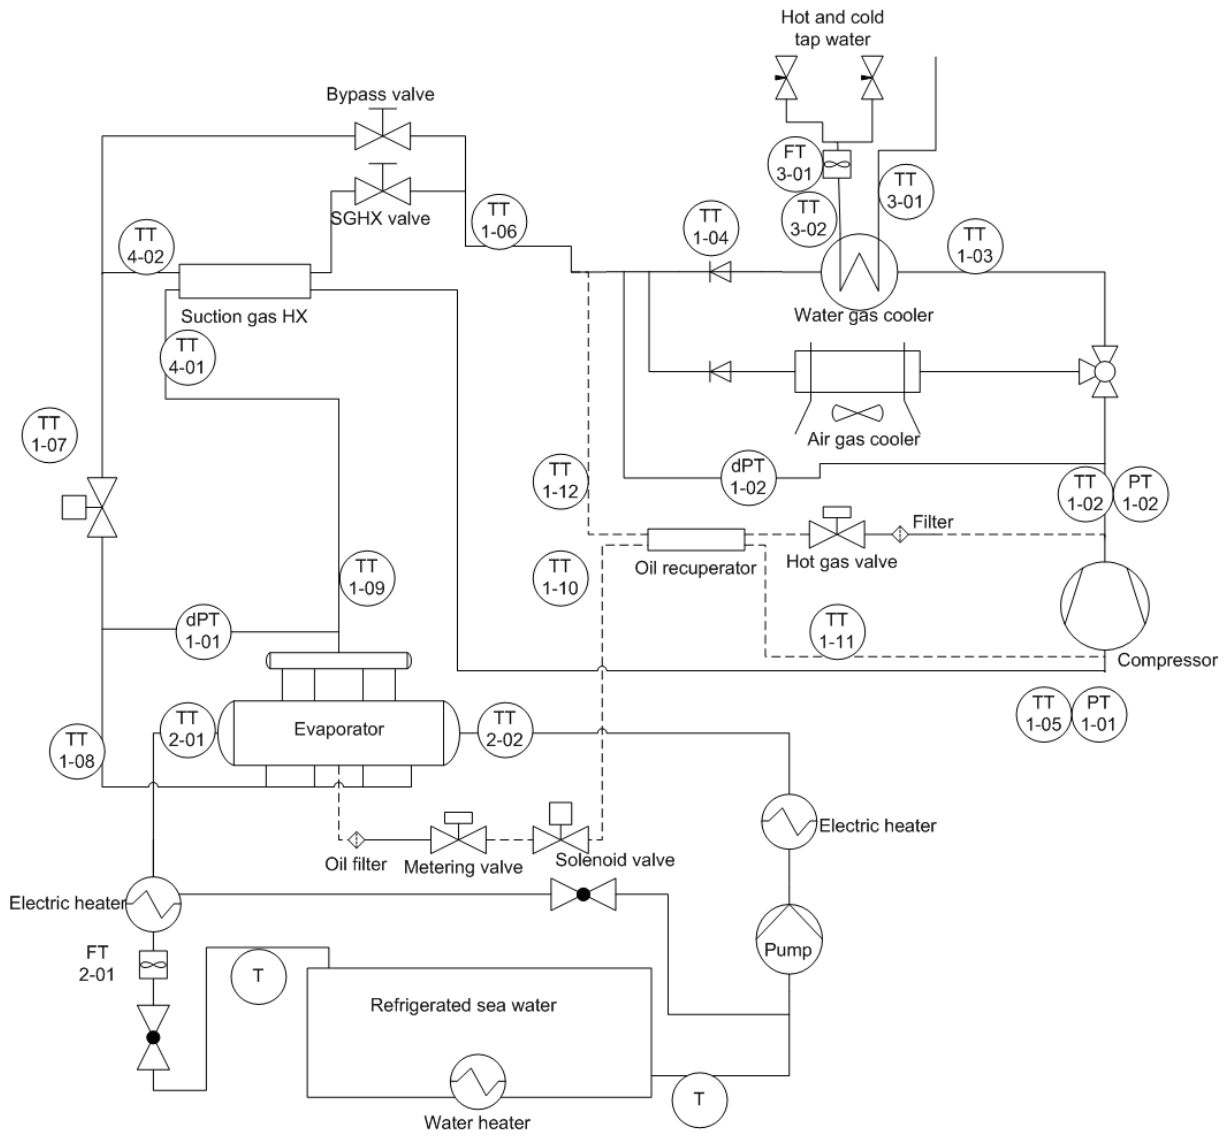 Hot and cold
tap water
Bypass valve
FT
3-01
TT
3-01
TT
3-02
SGHX valve
TT
1-06
TT
1-04
TT
1-03
TT
4-02
Suction gas HX
Water gas cooler
TT
4-01
TT
1-07
Air gas cooler
TT
1-12
dPT
1-02
TT
1-02
PT
1-02
Filter
Hot gas valve
Oil recuperator
TT
1-09
TT
1-10
dPT
1-01
TT
1-11
Compressor
TT
1-05
PT
1-01
TT
2-01
Evaporator
TT
2-02
TT
1-08
Electric heater
Oil filter
Metering valve
Solenoid valve
Electric heater
FT
2-01
T
Pump
Refrigerated sea water
T
Water heater